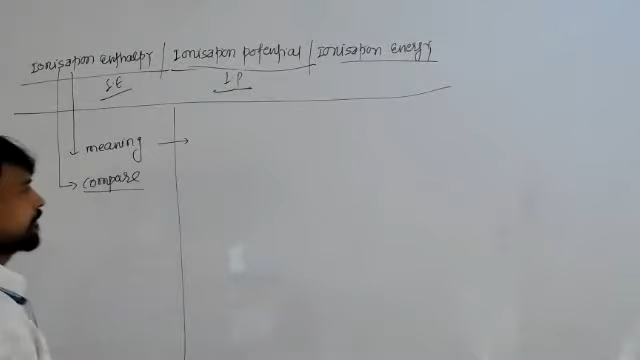 Ionisation enthalpy / Ionisation potential / Ionisation Energy
IE IP
meaning →
compare